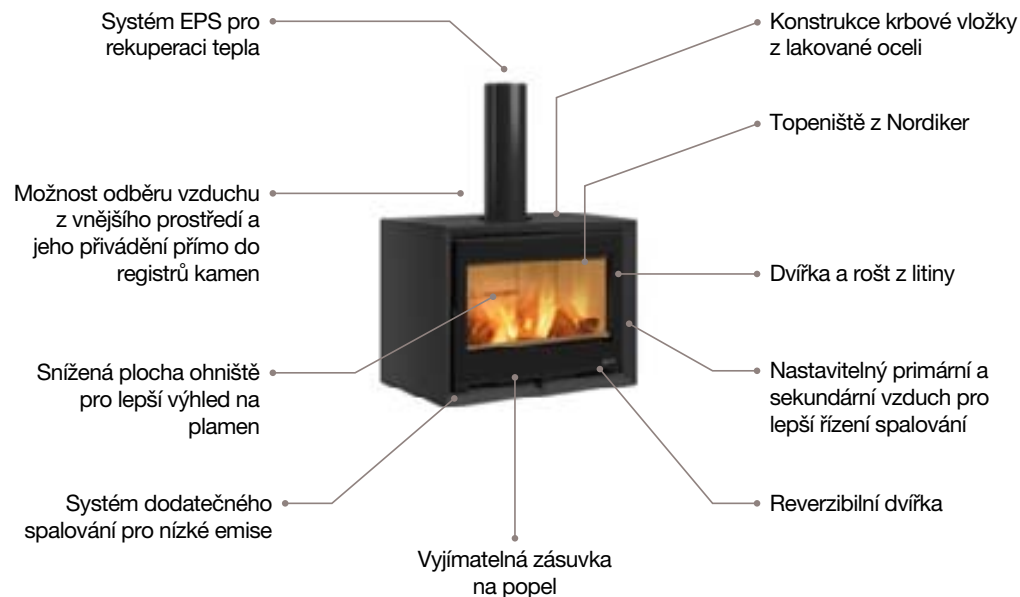 Systém EPS pro
rekuperaci tepla
Konstrukce krbové vložky
z lakované oceli
Topeniště z Nordiker
Možnost odběru vzduchu
z vnějšího prostředí a
jeho přivádění přímo do
registrů kamen
Dvířka a rošt z litiny
Snížená plocha ohniště
pro lepší výhled na
plamen
Nastavitelný primární a
sekundární vzduch pro
lepší řízení spalování
Systém dodatečného
spalování pro nízké emise
Reverzibilní dvířka
Vyjímatelná zásuvka
na popel